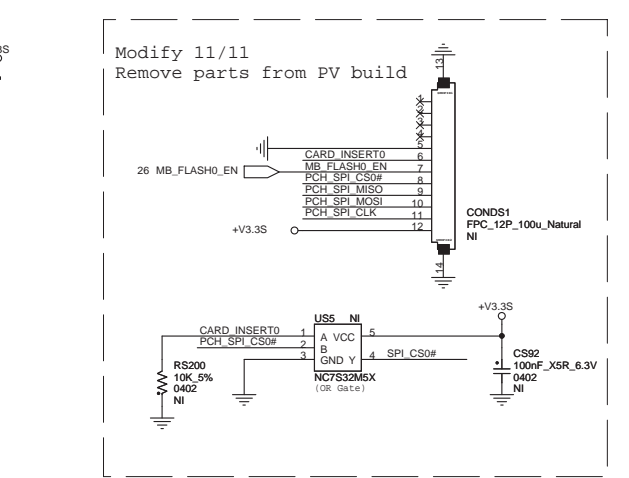 3S
Modify 11/11
Remove parts from PV build
13
1
2
3
4
5
CARD_INSERT0 6
26 MB_FLASH0_EN MB_FLASH0_EN 7
PCH_SPI_CS0# 8
PCH_SPI_MISO 9
PCH_SPI_MOSI 10
PCH_SPI_CLK 11
+V3.3S 12
CONDS1
FPC_12P_100u_Natural
NI
14
+V3.3S
US5 NI
CARD_INSERT0 1 A VCC 5
PCH_SPI_CS0# 2 B
3 GND Y 4 SPI_CS0#
NC7S32M5X
(OR Gate)
RS200
10K_5%
0402
NI
CS92
100nF_X5R_6.3V
0402
NI